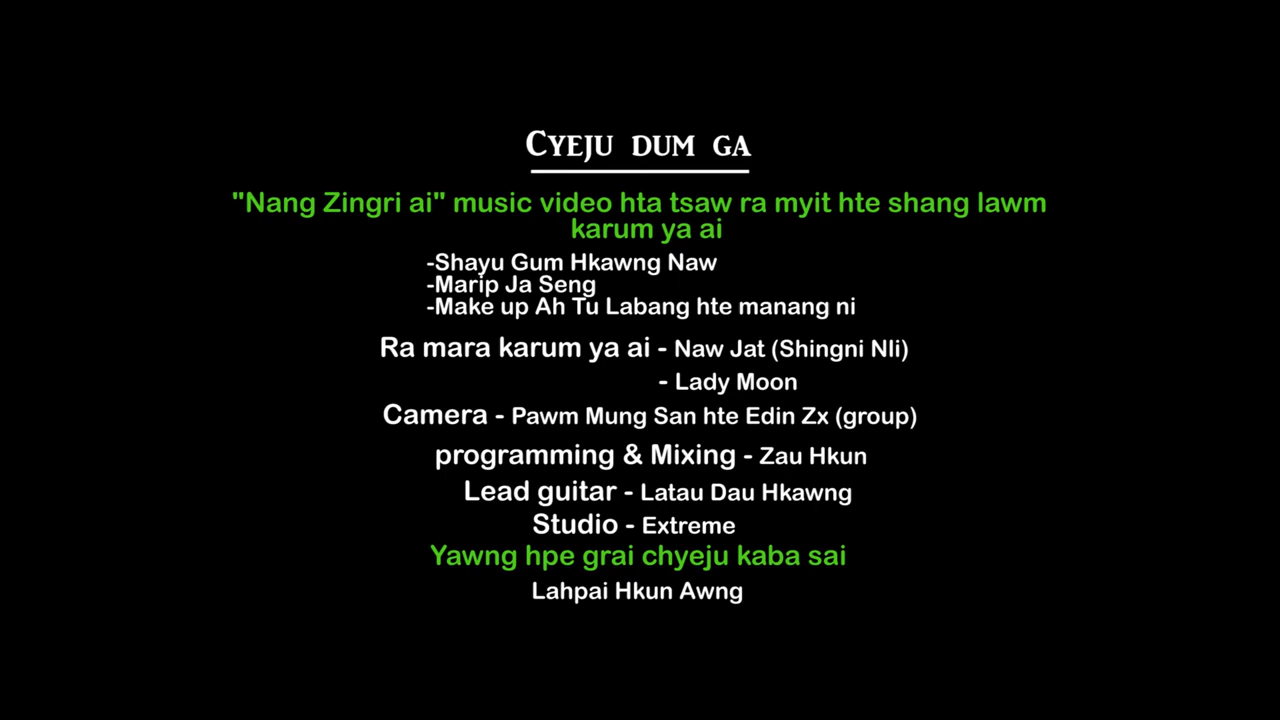 Cyeju dum ga
"Nang Zingri ai" music video hta tsaw ra myit hte shang lawm
karum ya ai
-Shayu Gum Hkawng Naw
-Marip Ja Seng
-Make up Ah Tu Labang hte manang ni
Ra mara karum ya ai - Naw Jat (Shingni Nli)
- Lady Moon
Camera - Pawm Mung San hte Edin Zx (group)
programming & Mixing - Zau Hkun
Lead guitar - Latau Dau Hkawng
Studio - Extreme
Yawng hpe grai chyeju kaba sai
Lahpai Hkun Awng